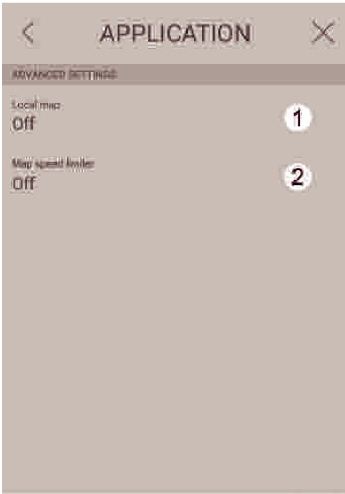 APPLICATION
ADVANCED SETTINGS
Local map
Off
1
Map speed limiter
Off
2